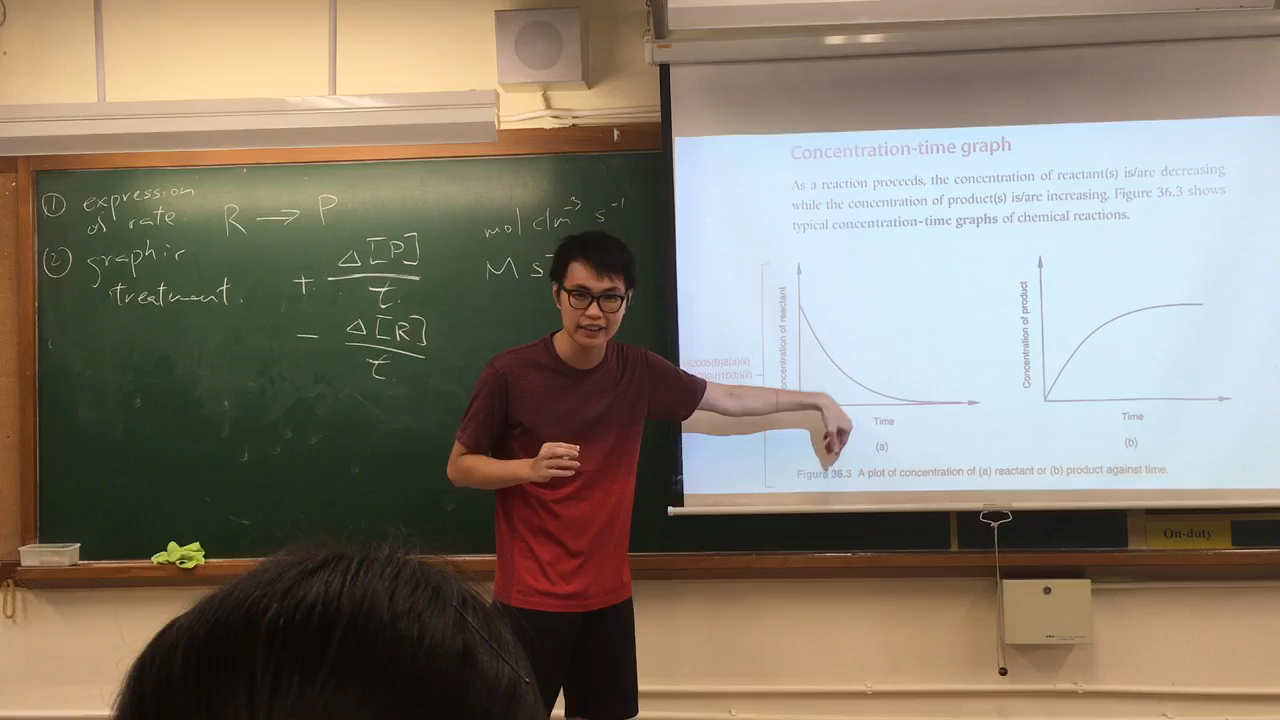 ① expression
of rate
R → P
② graphic
treatment.
+ Δ[P]
t.
− Δ[R]
t.
mol dm⁻³ s⁻¹
M s⁻
Concentration-time graph
As a reaction proceeds, the concentration of reactant(s) is/are decreasing
while the concentration of product(s) is/are increasing. Figure 36.3 shows
typical concentration-time graphs of chemical reactions.
oncentration of reactant
Time
(a)
Concentration of product
Time
(b)
Figure 36.3 A plot of concentration of (a) reactant or (b) product against time.
On-duty